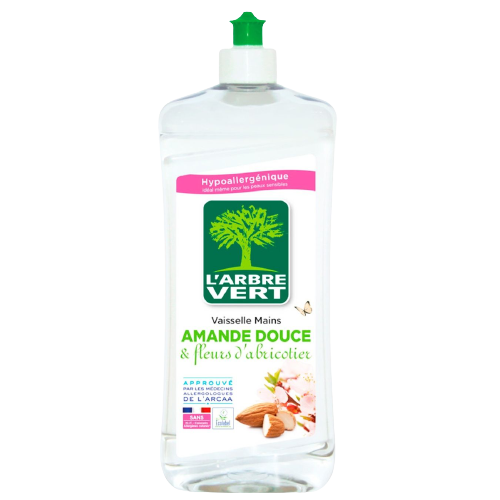 Hypoallergénique
Idéal même pour les peaux sensibles
L'ARBRE
VERT
Vaisselle Mains
AMANDE DOUCE
& fleurs d'abricotier
APPROUVÉ
PAR LES MÉDECINS
ALLERGOLOGUES
DE L'ARCAA
SANS
Ecolabel